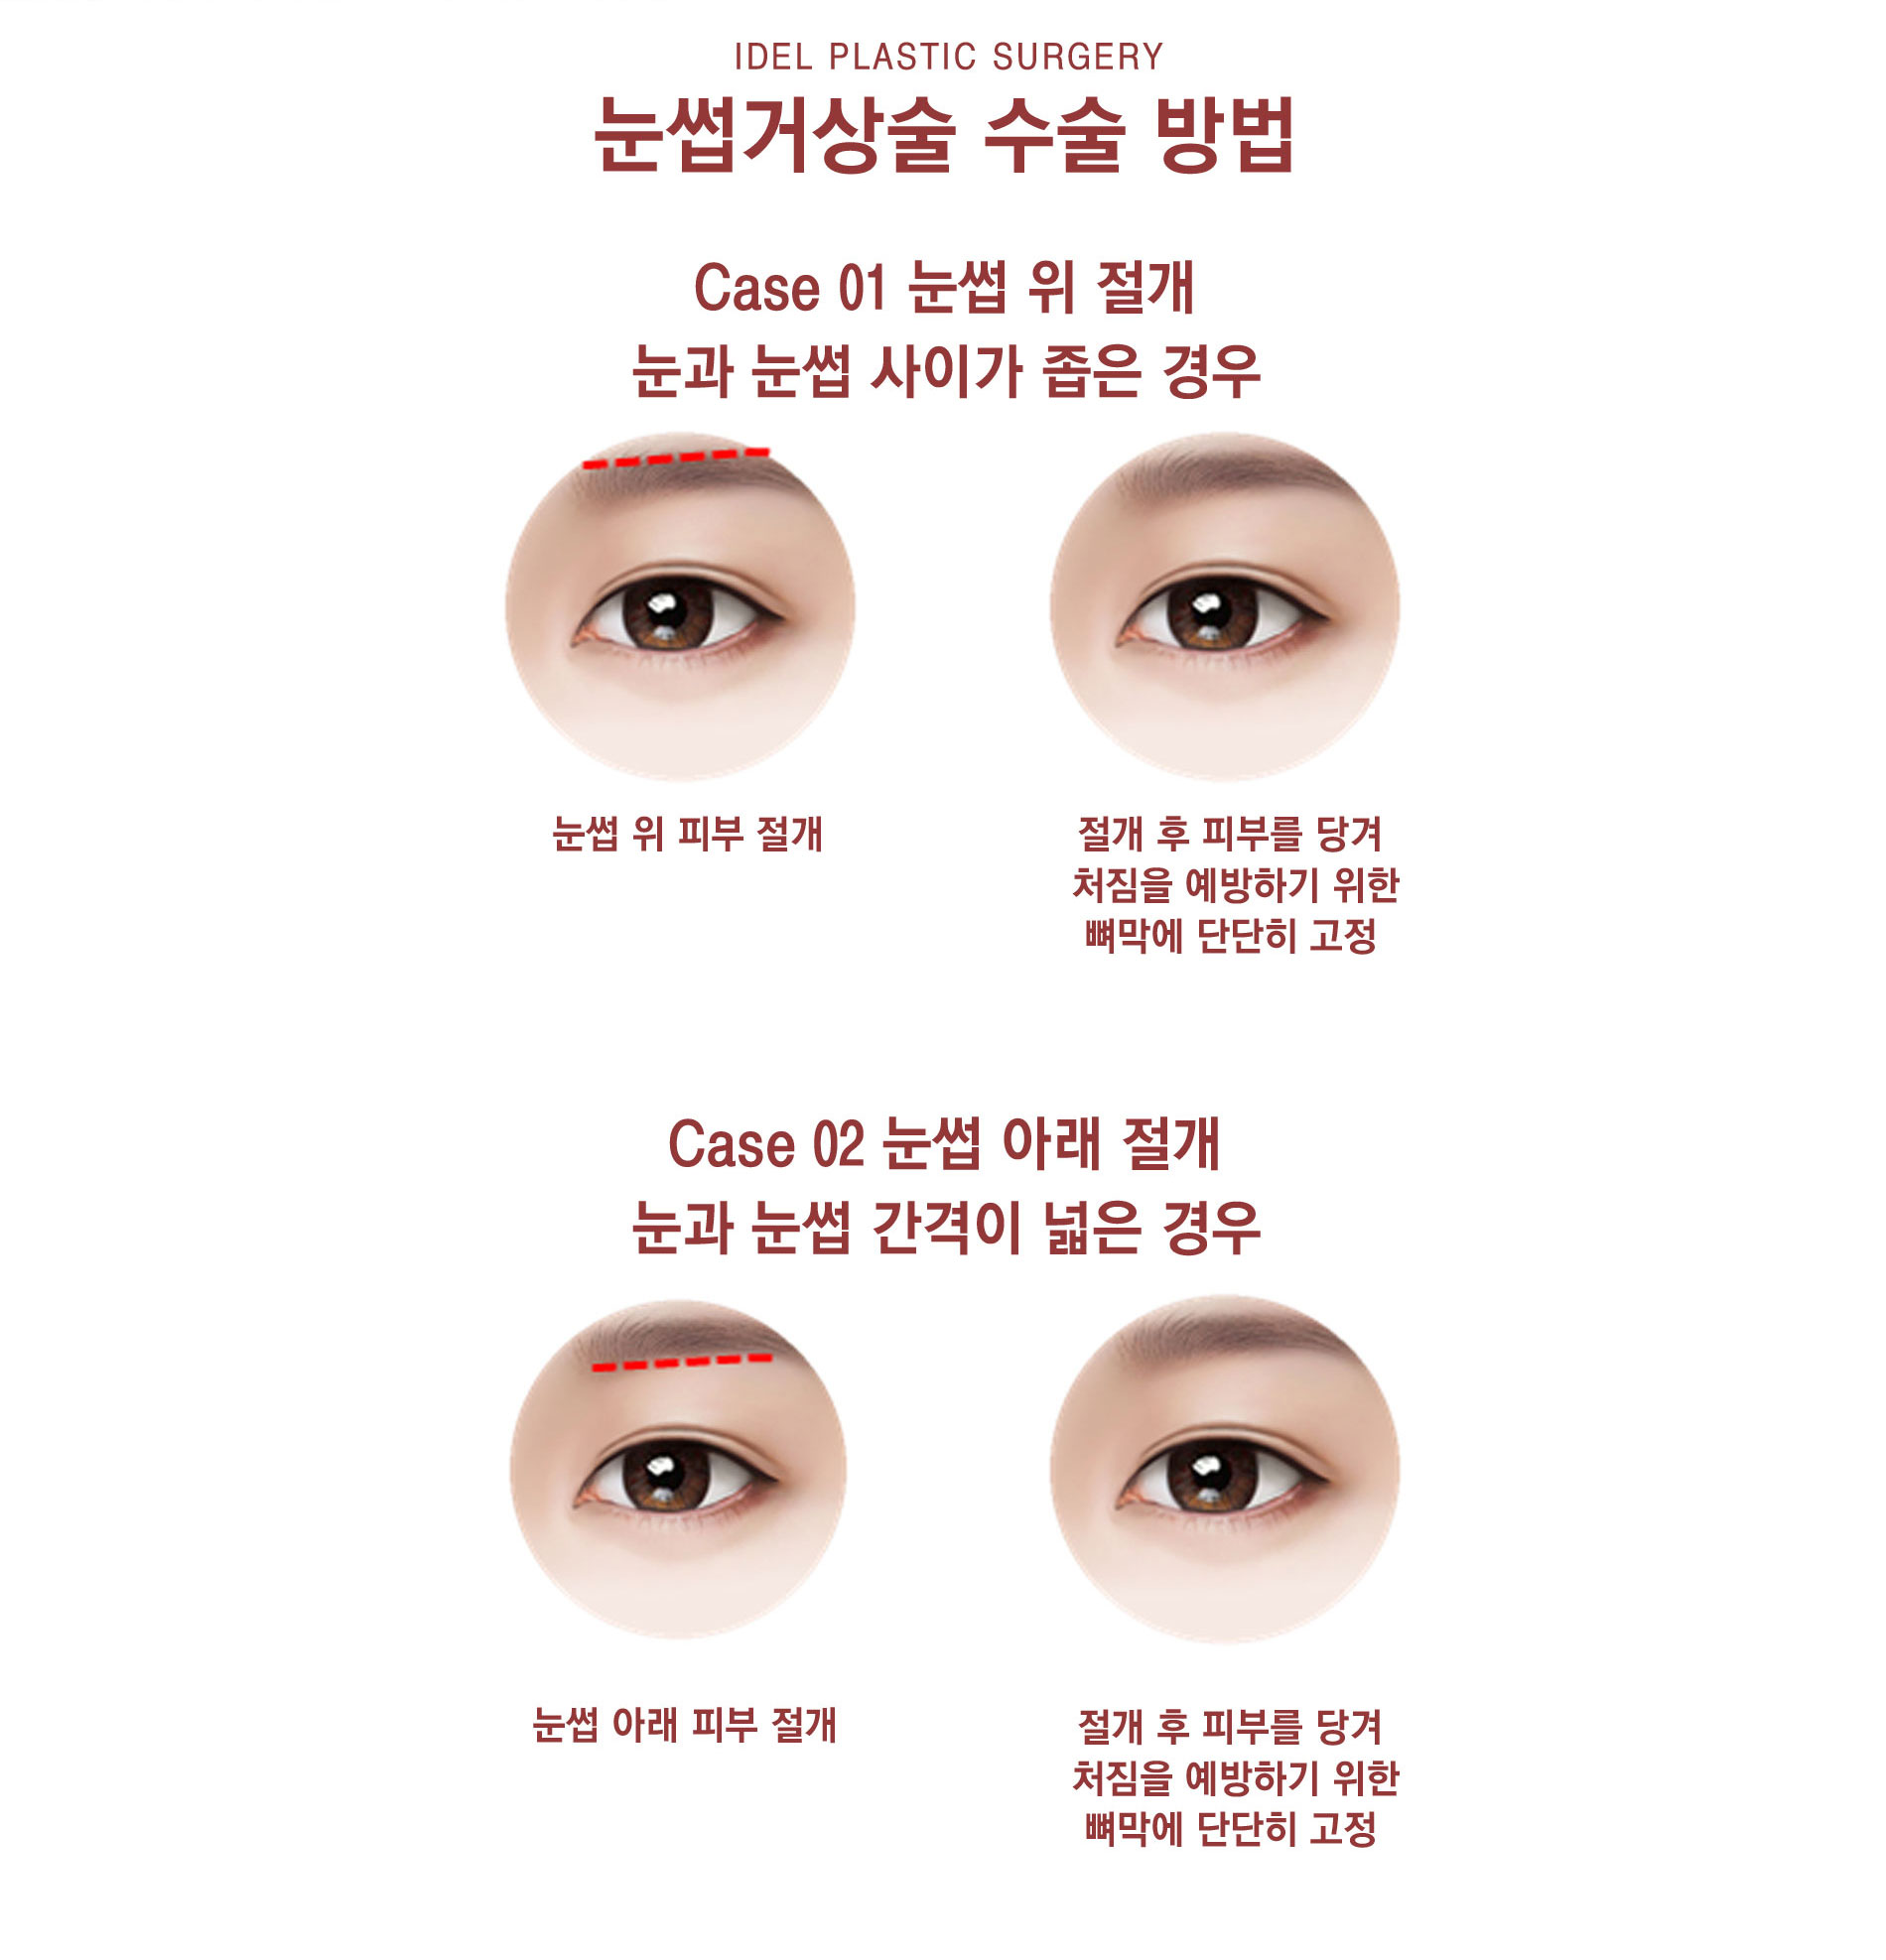 IDEL PLASTIC SURGERY
눈썹거상술 수술 방법
Case 01 눈썹 위 절개
눈과 눈썹 사이가 좁은 경우
눈썹 위 피부 절개
절개 후 피부를 당겨
처짐을 예방하기 위한
뼈막에 단단히 고정
Case 02 눈썹 아래 절개
눈과 눈썹 간격이 넓은 경우
눈썹 아래 피부 절개
절개 후 피부를 당겨
처짐을 예방하기 위한
뼈막에 단단히 고정